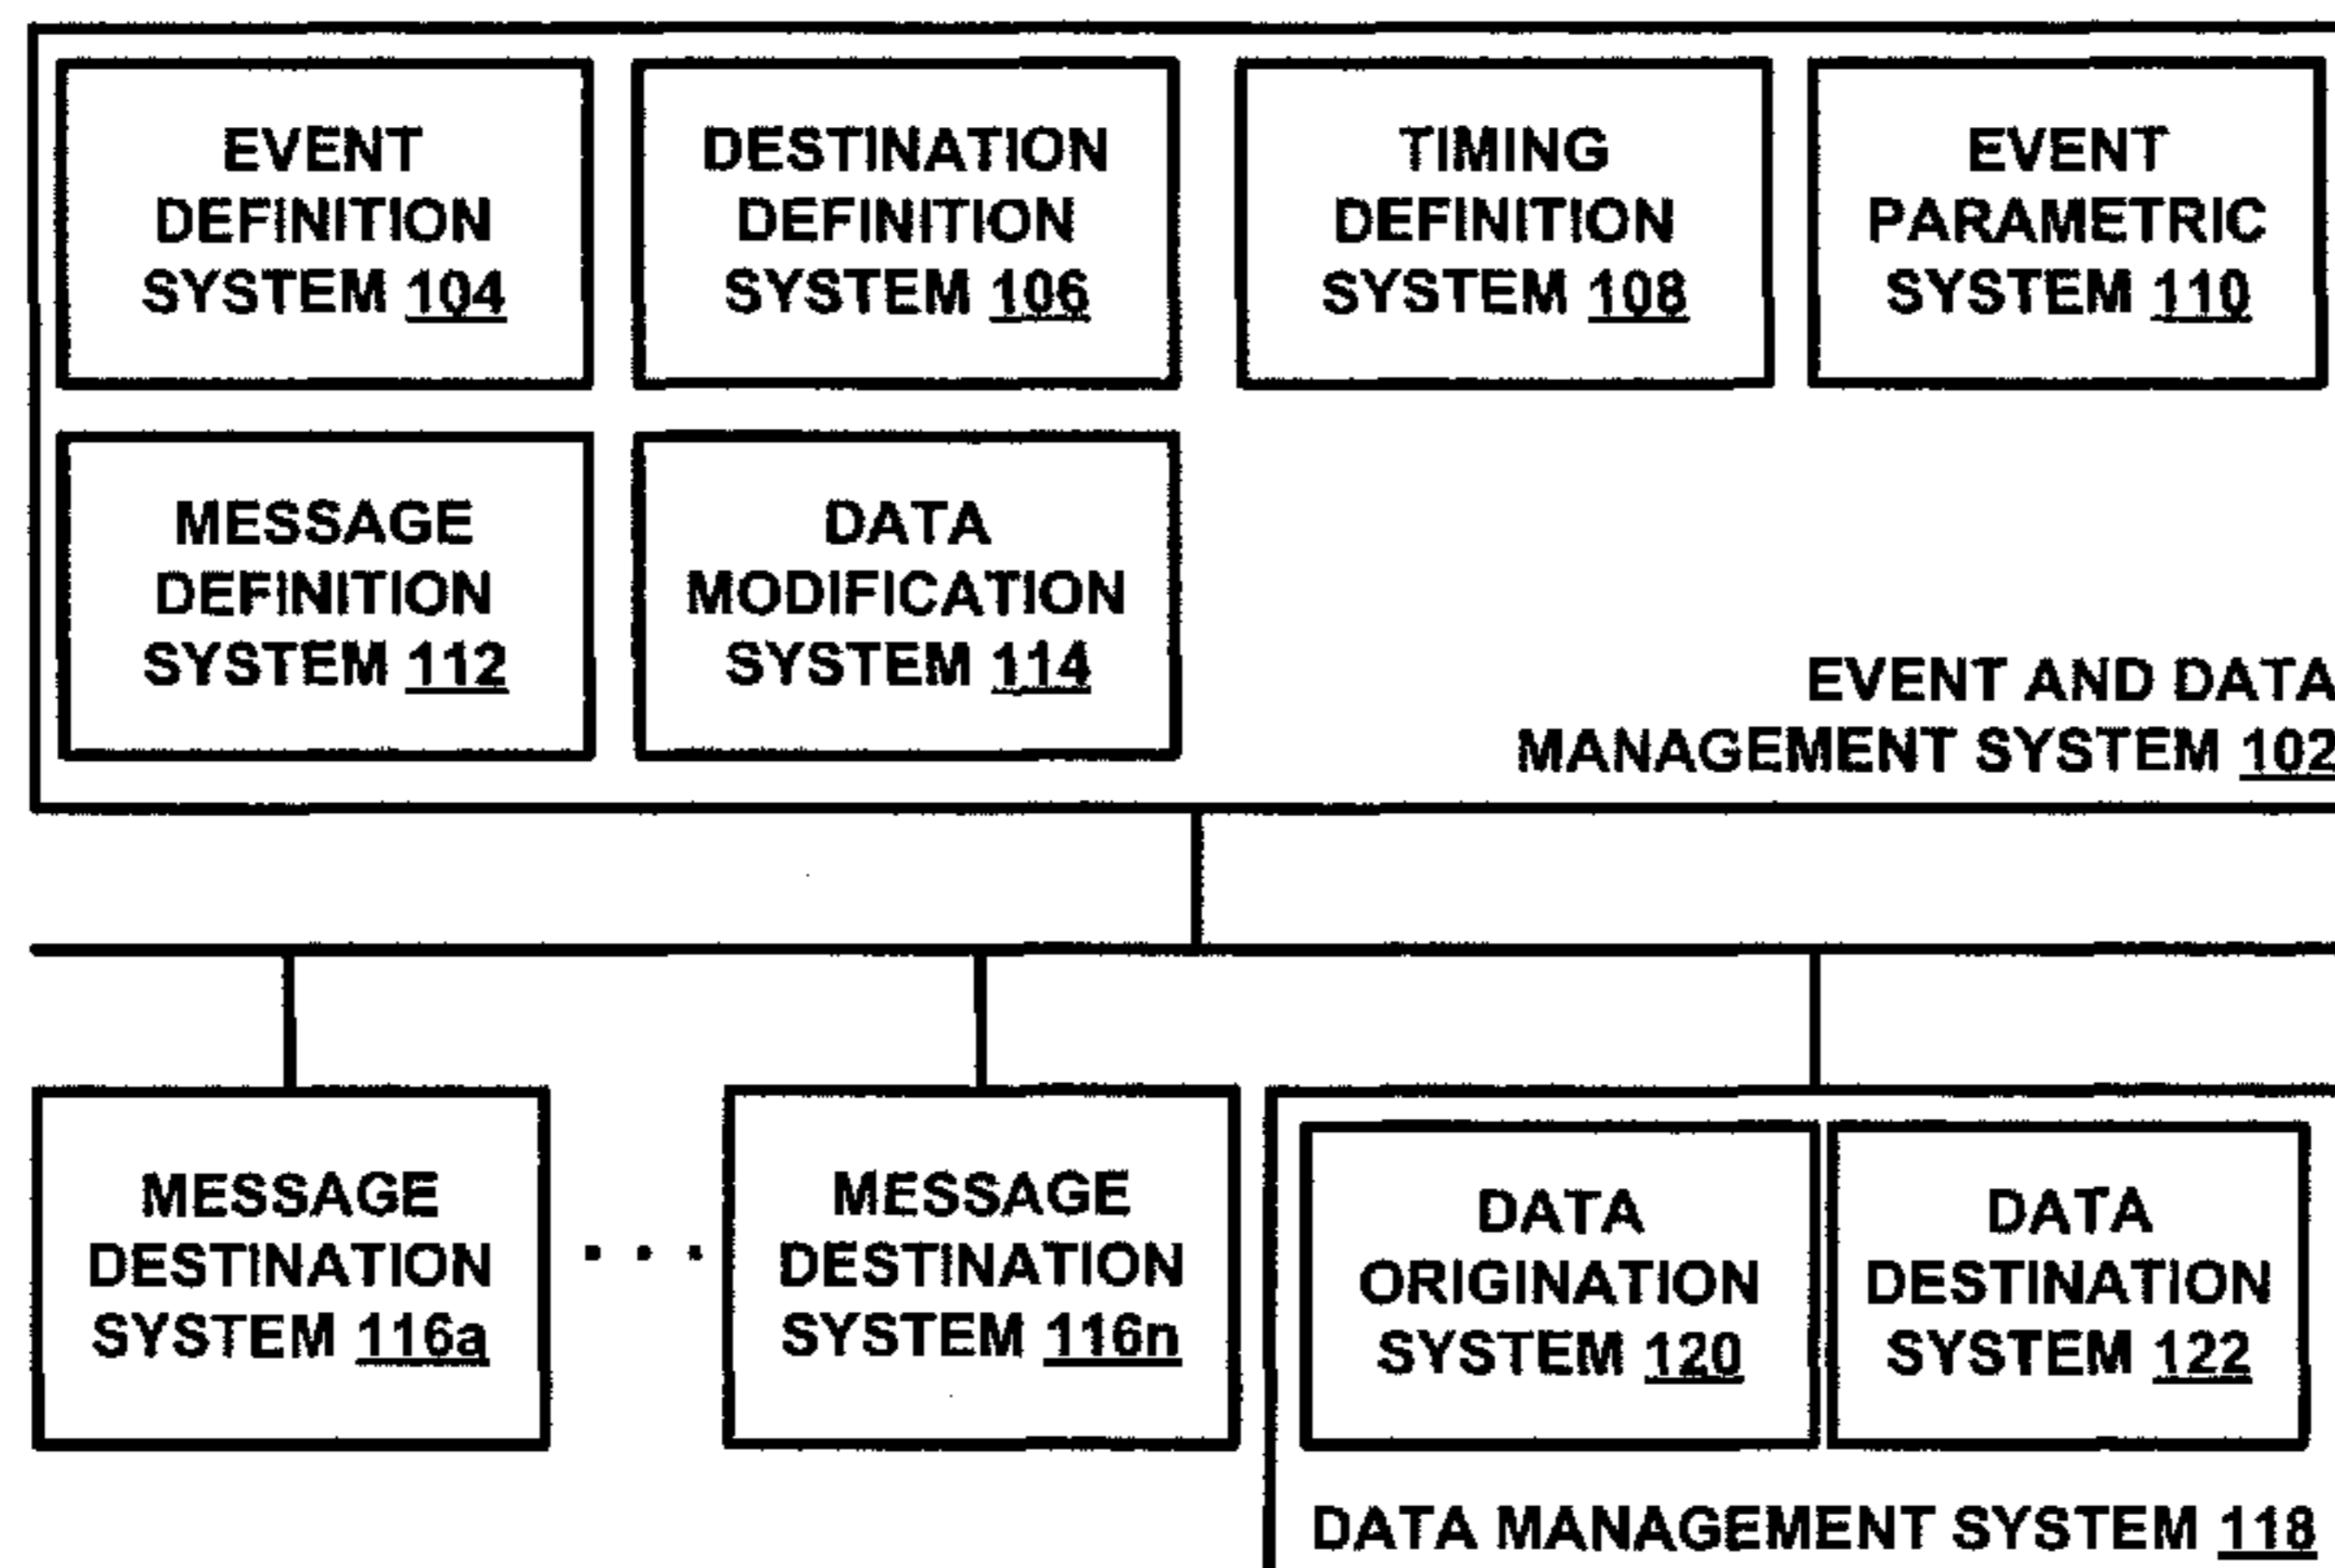 EVENT
DEFINITION
SYSTEM 104
DESTINATION
DEFINITION
SYSTEM 106
TIMING
DEFINITION
SYSTEM 108
EVENT
PARAMETRIC
SYSTEM 110
MESSAGE
DEFINITION
SYSTEM 112
DATA
MODIFICATION
SYSTEM 114
EVENT AND DATA
MANAGEMENT SYSTEM 102
MESSAGE
DESTINATION
SYSTEM 116a
. . .
MESSAGE
DESTINATION
SYSTEM 116n
DATA
ORIGINATION
SYSTEM 120
DATA
DESTINATION
SYSTEM 122
DATA MANAGEMENT SYSTEM 118